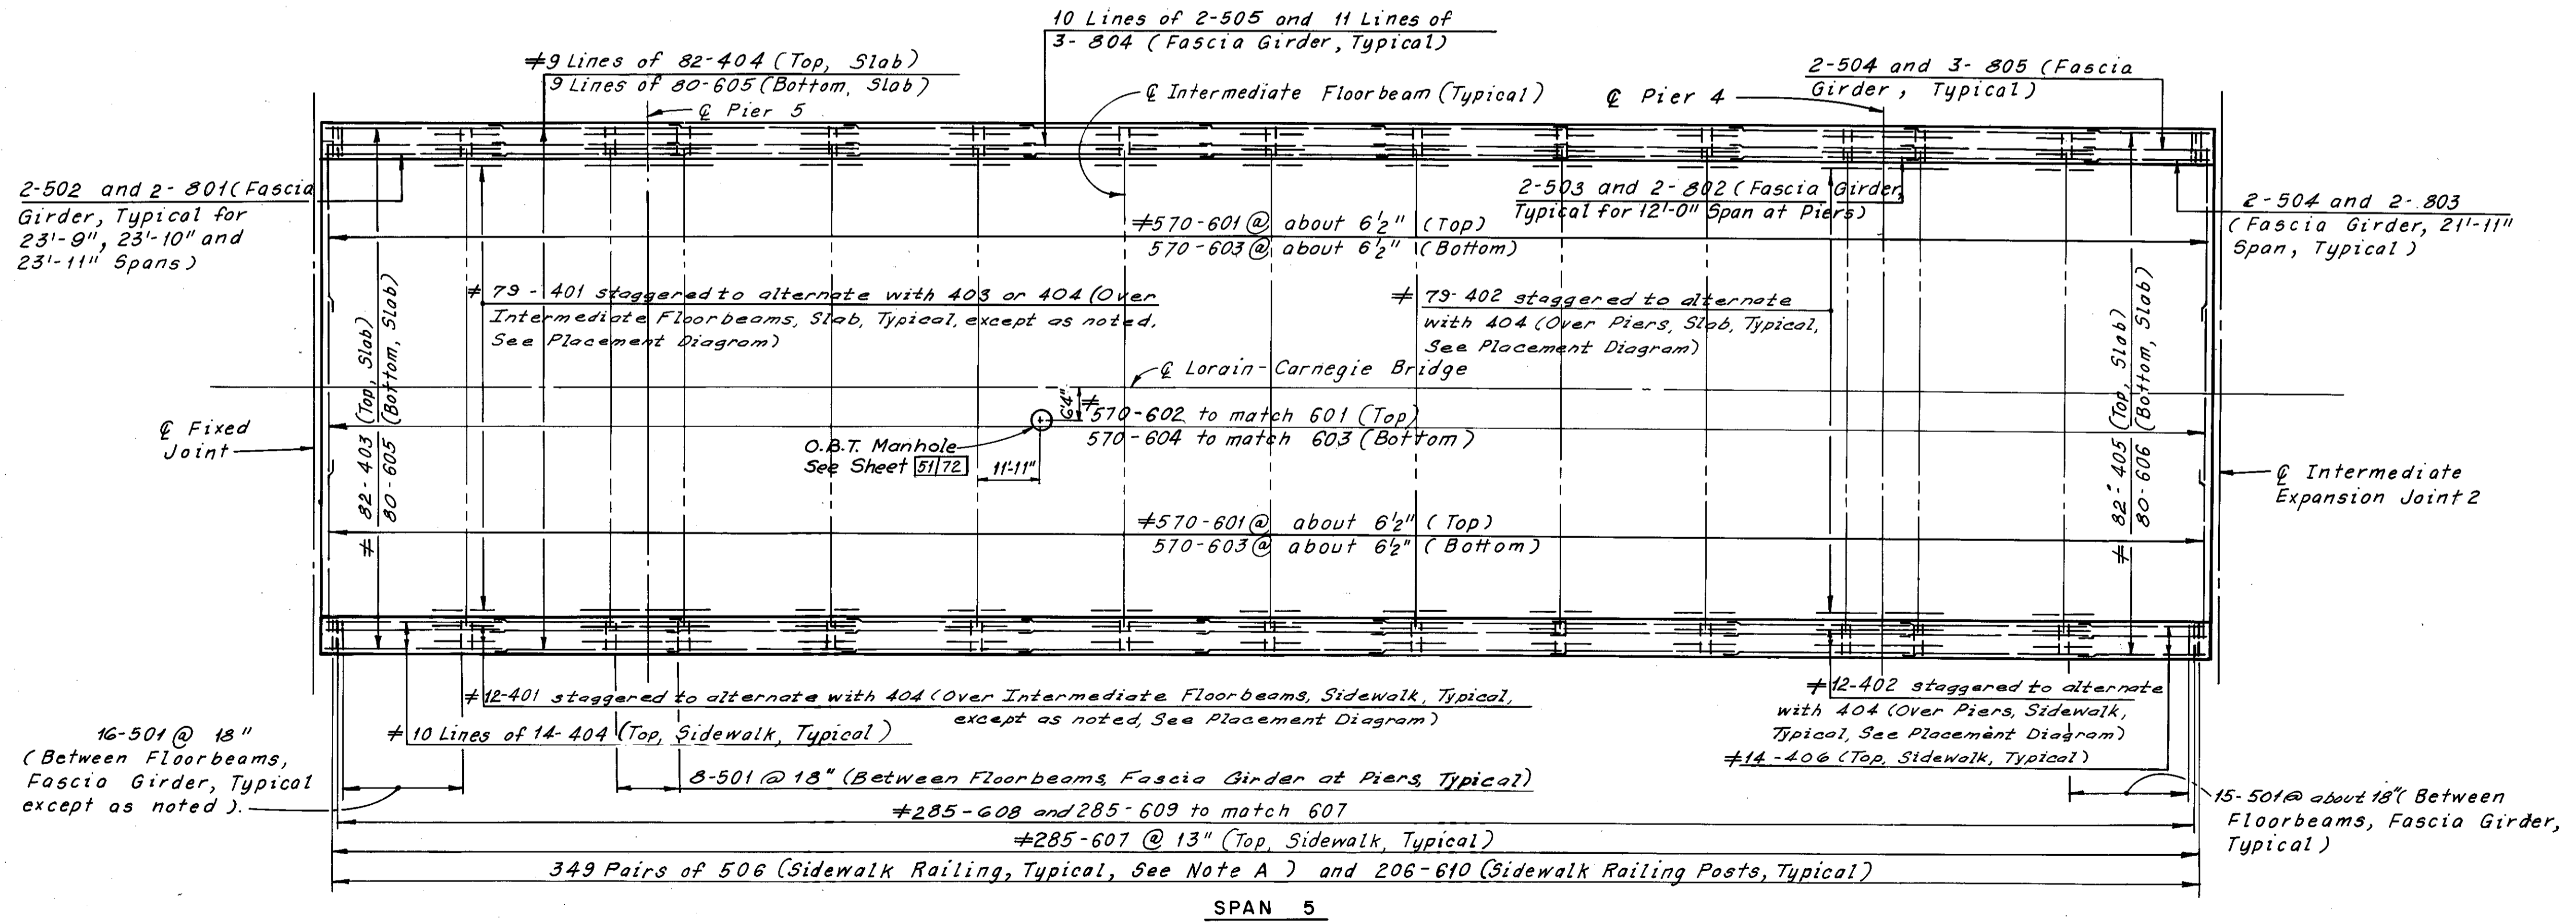 10 Lines of 2-505 and 11 Lines of
3-804 (Fascia Girder, Typical)
≠9 Lines of 82-404 (Top, Slab)
9 Lines of 80-605 (Bottom, Slab)
℄ Pier 5
℄ Intermediate Floorbeam (Typical)
℄ Pier 4
2-504 and 3-805 (Fascia
Girder, Typical)
2-502 and 2-801 (Fascia
Girder, Typical for
23'-9", 23'-10" and
23'-11" Spans)
2-503 and 2-802 (Fascia Girder,
Typical for 12'-0" Span at Piers)
2-504 and 2-803
(Fascia Girder, 21'-11"
Span, Typical)
≠570-601 @ about 6½" (Top)
570-603 @ about 6½" (Bottom)
≠ 79-401 staggered to alternate with 403 or 404 (Over
Intermediate Floorbeams, Slab, Typical, except as noted,
See Placement Diagram)
≠ 79-402 staggered to alternate
with 404 (Over Piers, Slab, Typical,
See Placement Diagram)
≠ 82-403 (Top, Slab)
80-605 (Bottom, Slab)
≠ 82-405 (Top, Slab)
80-606 (Bottom, Slab)
℄ Lorain-Carnegie Bridge
6'4"
≠570-602 to match 601 (Top)
570-604 to match 603 (Bottom)
℄ Fixed
Joint
O.B.T. Manhole
See Sheet 51/72
11'-11"
℄ Intermediate
Expansion Joint 2
≠570-601 @ about 6½" (Top)
570-603 @ about 6½" (Bottom)
≠12-401 staggered to alternate with 404 (Over Intermediate Floorbeams, Sidewalk, Typical,
except as noted, See Placement Diagram)
≠12-402 staggered to alternate
with 404 (Over Piers, Sidewalk,
Typical, See Placement Diagram)
≠14-406 (Top, Sidewalk, Typical)
≠ 10 Lines of 14-404 (Top, Sidewalk, Typical)
16-501 @ 18"
(Between Floorbeams,
Fascia Girder, Typical
except as noted).
8-501 @ 18" (Between Floorbeams, Fascia Girder at Piers, Typical)
15-501 @ about 18" (Between
Floorbeams, Fascia Girder,
Typical)
≠285-608 and 285-609 to match 607
≠285-607 @ 13" (Top, Sidewalk, Typical)
349 Pairs of 506 (Sidewalk Railing, Typical, See Note A) and 206-610 (Sidewalk Railing Posts, Typical)
SPAN 5